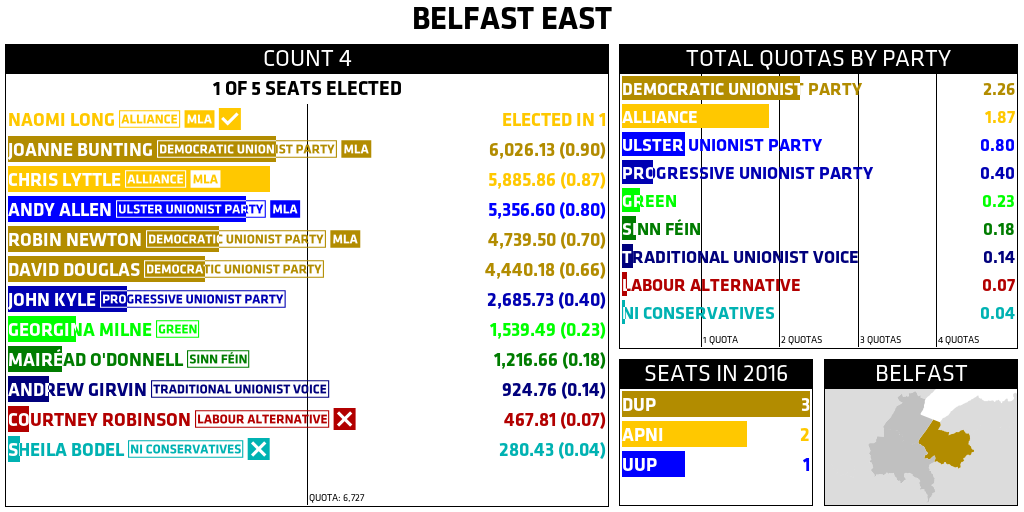 BELFAST EAST
COUNT 4
1 OF 5 SEATS ELECTED
NAOMI LONG ALLIANCE MLA ELECTED IN 1
JOANNE BUNTING DEMOCRATIC UNIONIST PARTY MLA 6,026.13 (0.90)
CHRIS LYTTLE ALLIANCE MLA 5,885.86 (0.87)
ANDY ALLEN ULSTER UNIONIST PARTY MLA 5,356.60 (0.80)
ROBIN NEWTON DEMOCRATIC UNIONIST PARTY MLA 4,739.50 (0.70)
DAVID DOUGLAS DEMOCRATIC UNIONIST PARTY 4,440.18 (0.66)
JOHN KYLE PROGRESSIVE UNIONIST PARTY 2,685.73 (0.40)
GEORGINA MILNE GREEN 1,539.49 (0.23)
MAIRÉAD O'DONNELL SINN FÉIN 1,216.66 (0.18)
ANDREW GIRVIN TRADITIONAL UNIONIST VOICE 924.76 (0.14)
COURTNEY ROBINSON LABOUR ALTERNATIVE 467.81 (0.07)
SHEILA BODEL NI CONSERVATIVES 280.43 (0.04)
QUOTA: 6,727
TOTAL QUOTAS BY PARTY
DEMOCRATIC UNIONIST PARTY 2.26
ALLIANCE 1.87
ULSTER UNIONIST PARTY 0.80
PROGRESSIVE UNIONIST PARTY 0.40
GREEN 0.23
SINN FÉIN 0.18
TRADITIONAL UNIONIST VOICE 0.14
LABOUR ALTERNATIVE 0.07
NI CONSERVATIVES 0.04
1 QUOTA 2 QUOTAS 3 QUOTAS 4 QUOTAS
SEATS IN 2016
DUP 3
APNI 2
UUP 1
BELFAST